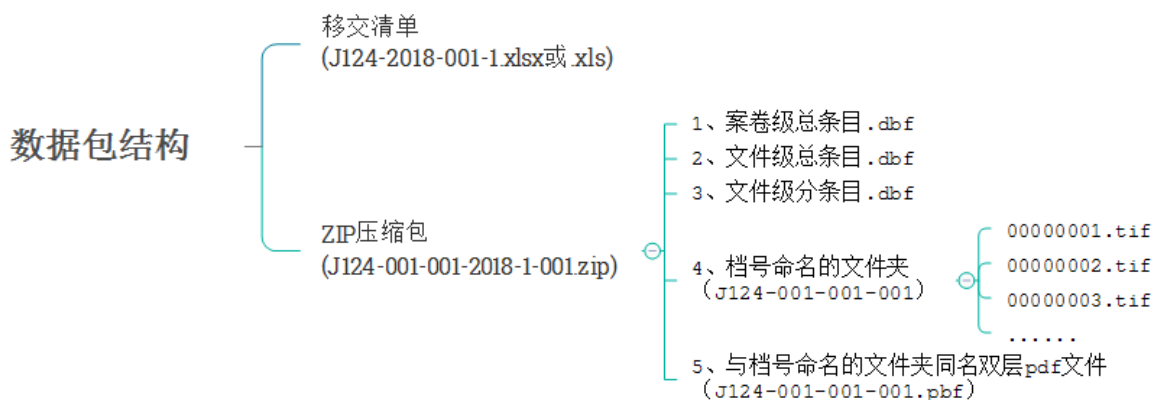 数据包结构
移交清单
(J124-2018-001-1.xlsx或.xls)
ZIP压缩包
(J124-001-001-2018-1-001.zip)
1、案卷级总条目.dbf
2、文件级总条目.dbf
3、文件级分条目.dbf
4、档号命名的文件夹
（J124-001-001-001）
00000001.tif
00000002.tif
00000003.tif
......
5、与档号命名的文件夹同名双层pdf文件
（J124-001-001-001.pbf）